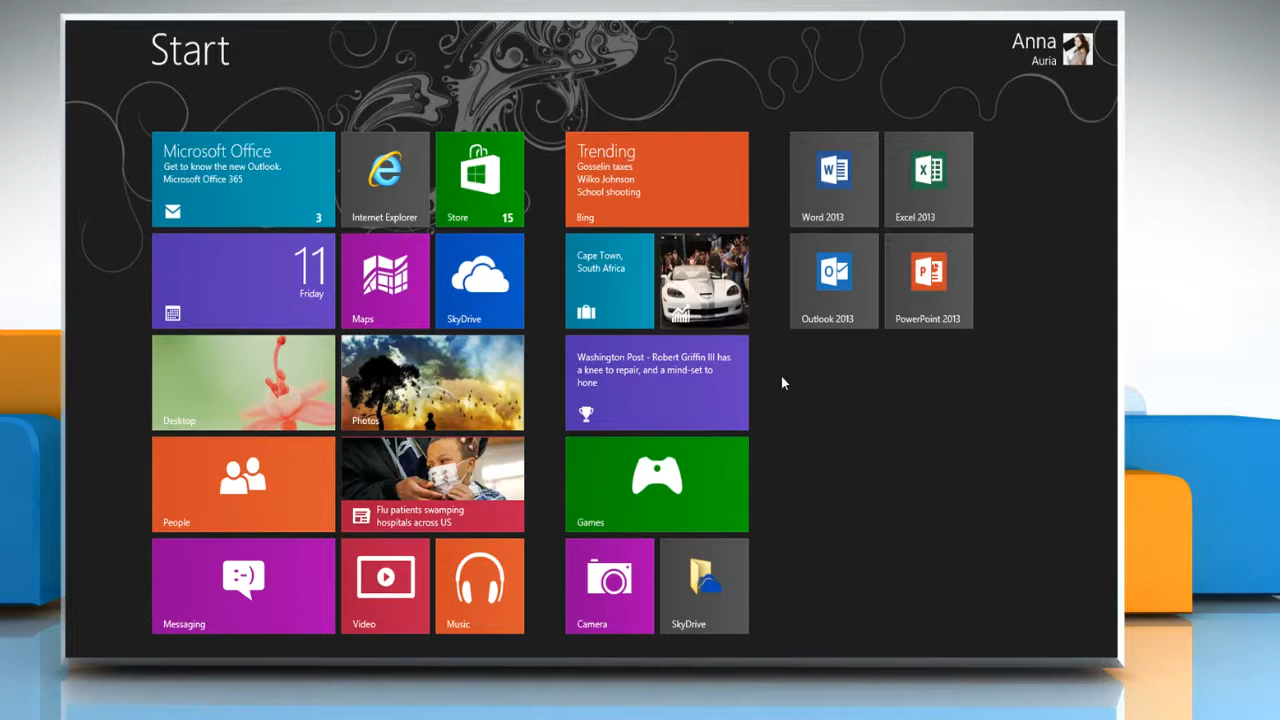 Start
Anna
Auria
Microsoft Office
Get to know the new Outlook.
Microsoft Office 365
3
Internet Explorer
Store
15
11
Friday
Maps
SkyDrive
Desktop
Photos
People
Flu patients swamping
hospitals across US
Messaging
Video
Music
Trending
Gosselin taxes
Wilko Johnson
School shooting
Bing
Cape Town,
South Africa
Washington Post - Robert Griffin III has
a knee to repair, and a mind-set to
hone
Games
Camera
SkyDrive
Word 2013
Excel 2013
Outlook 2013
PowerPoint 2013